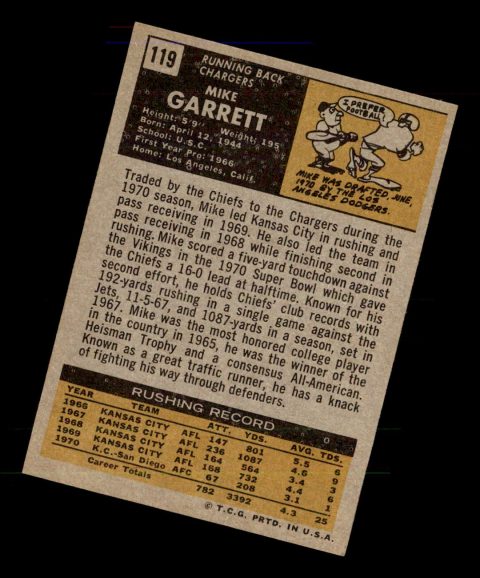 119
RUNNING BACK
CHARGERS
MIKE
GARRETT
Height: 5-9 Weight: 195
Born: April 12, 1944
School: U.S.C.
First Year Pro: 1966
Home: Los Angeles, Calif.
I PREFER
FOOTBALL
MIKE WAS DRAFTED, JUNE,
1970 BY THE LOS
ANGELES DODGERS.
Traded by the Chiefs to the Chargers during the
1970 season, Mike led Kansas City in rushing and
pass receiving in 1969. He also led the team in
pass receiving in 1968 while finishing second in
rushing. Mike scored a five-yard touchdown against
the Vikings in the 1970 Super Bowl which gave
the Chiefs a 16-0 lead at halftime. Known for his
second effort, he holds Chiefs' club records with
192-yards rushing in a single game against the
Jets, 11-5-67, and 1087-yards in a season, set in
1967. Mike was the most honored college player
in the country in 1965, he was the winner of the
Heisman Trophy and a consensus All-American.
Known as a great traffic runner, he has a knack
of fighting his way through defenders.
RUSHING RECORD
YEAR TEAM ATT. YDS. AVG. TDS.
1966 KANSAS CITY AFL 147 801 5.5 6
1967 KANSAS CITY AFL 236 1087 4.6 9
1968 KANSAS CITY AFL 164 564 3.4 3
1969 KANSAS CITY AFL 168 732 4.4 6
1970 K.C.-San Diego AFC 67 208 3.1 1
Career Totals 782 3392 4.3 25
© T.C.G. PRTD. IN U.S.A.